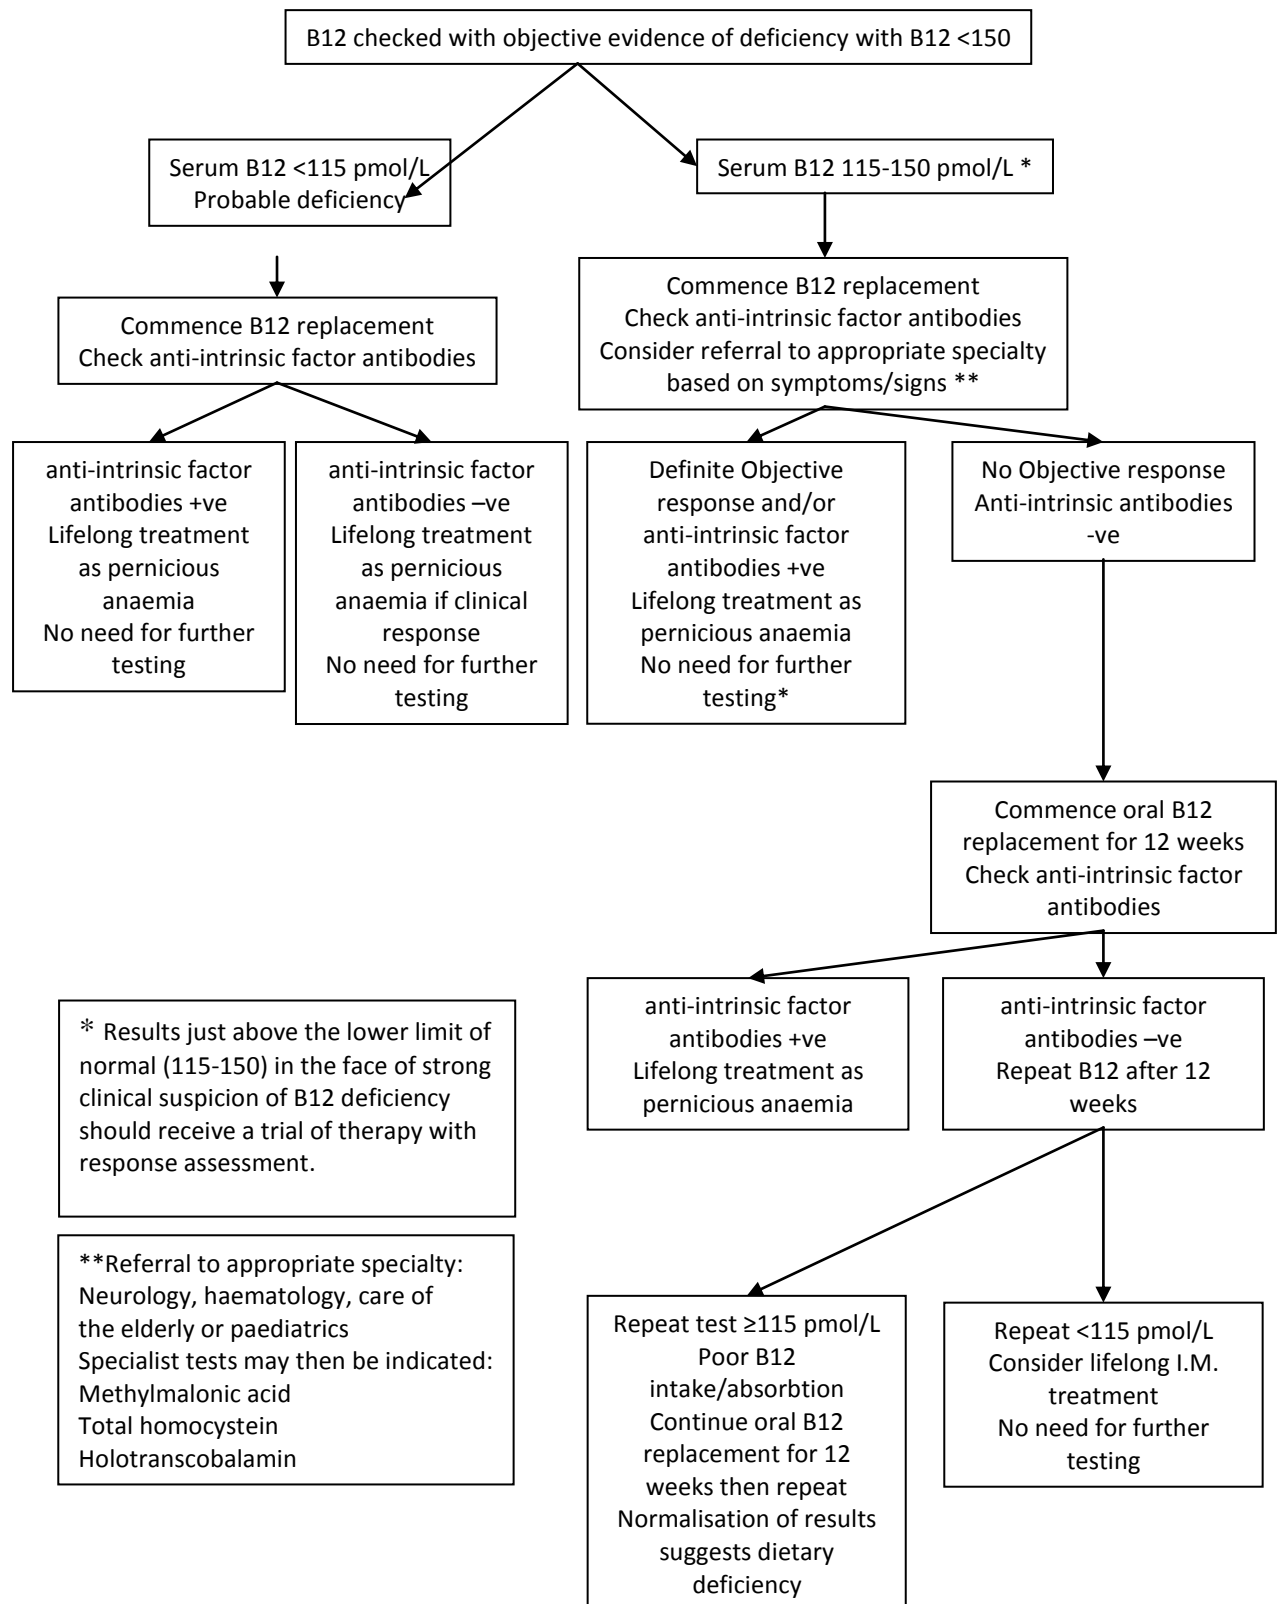 B12 checked with objective evidence of deficiency with B12 <150
Serum B12 <115 pmol/L
Probable deficiency
Serum B12 115-150 pmol/L *
Commence B12 replacement
Check anti-intrinsic factor antibodies
Commence B12 replacement
Check anti-intrinsic factor antibodies
Consider referral to appropriate specialty
based on symptoms/signs **
anti-intrinsic factor
antibodies +ve
Lifelong treatment
as pernicious
anaemia
No need for further
testing
anti-intrinsic factor
antibodies –ve
Lifelong treatment
as pernicious
anaemia if clinical
response
No need for further
testing
Definite Objective
response and/or
anti-intrinsic factor
antibodies +ve
Lifelong treatment as
pernicious anaemia
No need for further
testing*
No Objective response
Anti-intrinsic antibodies
-ve
Commence oral B12
replacement for 12 weeks
Check anti-intrinsic factor
antibodies
anti-intrinsic factor
antibodies +ve
Lifelong treatment as
pernicious anaemia
anti-intrinsic factor
antibodies –ve
Repeat B12 after 12
weeks
* Results just above the lower limit of
normal (115-150) in the face of strong
clinical suspicion of B12 deficiency
should receive a trial of therapy with
response assessment.
**Referral to appropriate specialty:
Neurology, haematology, care of
the elderly or paediatrics
Specialist tests may then be indicated:
Methylmalonic acid
Total homocystein
Holotranscobalamin
Repeat test ≥115 pmol/L
Poor B12
intake/absorbtion
Continue oral B12
replacement for 12
weeks then repeat
Normalisation of results
suggests dietary
deficiency
Repeat <115 pmol/L
Consider lifelong I.M.
treatment
No need for further
testing